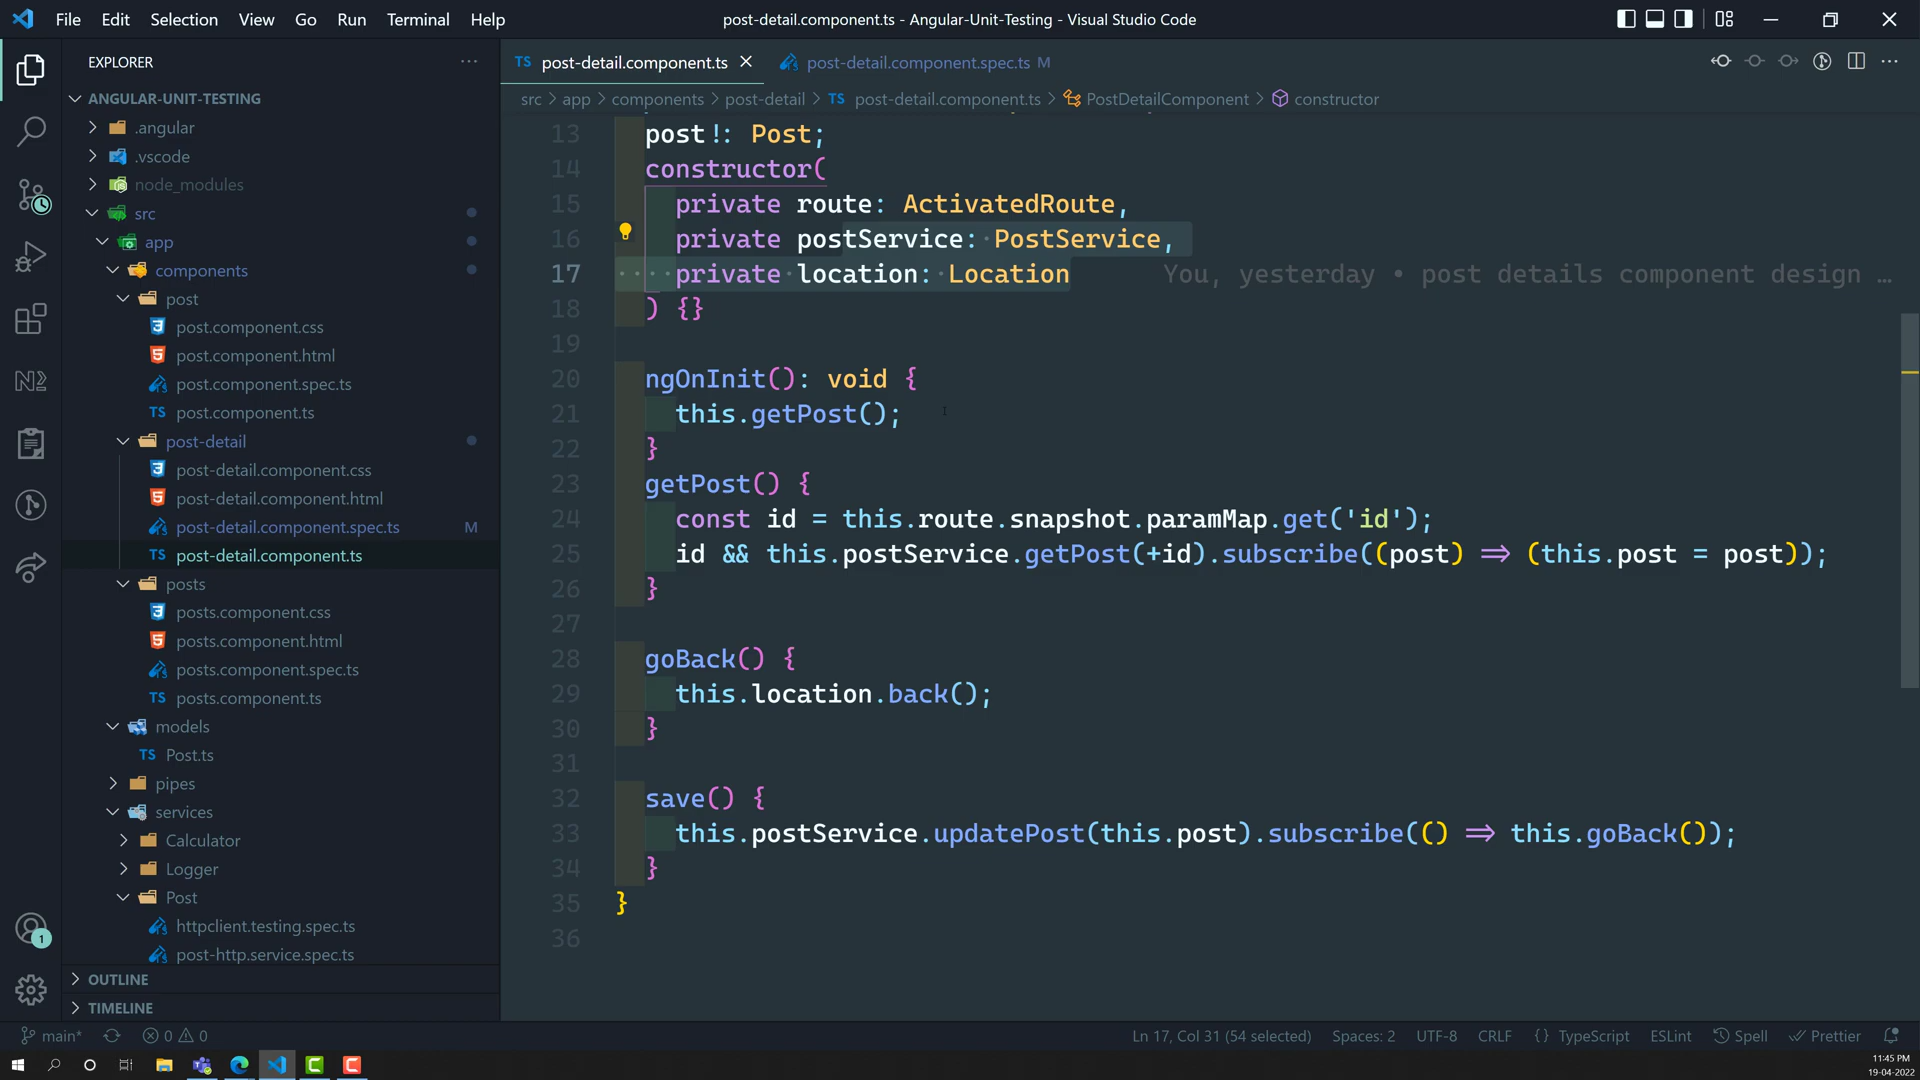 File Edit Selection View Go Run Terminal Help
post-detail.component.ts - Angular-Unit-Testing - Visual Studio Code
EXPLORER
ANGULAR-UNIT-TESTING
.angular
.vscode
node_modules
src
app
components
post
post.component.css
post.component.html
post.component.spec.ts
TS post.component.ts
post-detail
post-detail.component.css
post-detail.component.html
post-detail.component.spec.ts M
TS post-detail.component.ts
posts
posts.component.css
posts.component.html
posts.component.spec.ts
TS posts.component.ts
models
TS Post.ts
pipes
services
Calculator
Logger
Post
httpclient.testing.spec.ts
post-http.service.spec.ts
OUTLINE
TIMELINE
TS post-detail.component.ts
post-detail.component.spec.ts M
src > app > components > post-detail > TS post-detail.component.ts > PostDetailComponent > constructor
13 post!: Post;
14 constructor(
15 private route: ActivatedRoute,
16 private postService: PostService,
17 private location: Location You, yesterday • post details component design …
18 ) {}
19
20 ngOnInit(): void {
21 this.getPost();
22 }
23 getPost() {
24 const id = this.route.snapshot.paramMap.get('id');
25 id && this.postService.getPost(+id).subscribe((post) => (this.post = post));
26 }
27
28 goBack() {
29 this.location.back();
30 }
31
32 save() {
33 this.postService.updatePost(this.post).subscribe(() => this.goBack());
34 }
35 }
36
1
main* 0 0 Ln 17, Col 31 (54 selected) Spaces: 2 UTF-8 CRLF {} TypeScript ESLint Spell Prettier
11:45 PM
19-04-2022